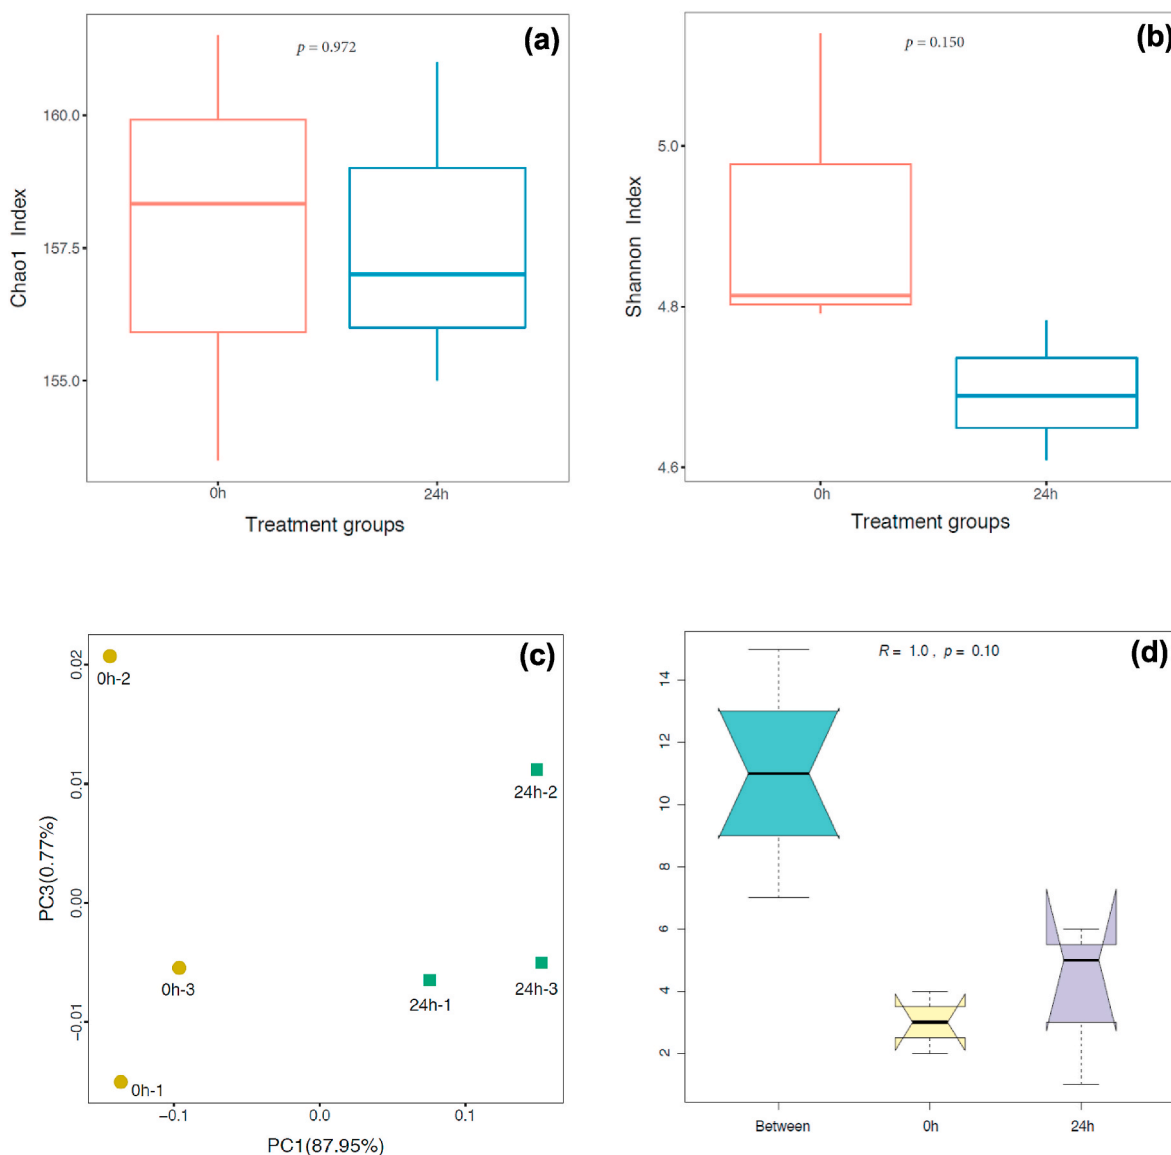 (a)
p = 0.972
Chao1 Index
160.0
157.5
155.0
0h
24h
Treatment groups
(b)
p = 0.150
Shannon Index
5.0
4.8
4.6
0h
24h
Treatment groups
(c)
PC3(0.77%)
0.02
0.01
0.00
−0.01
0h-2
24h-2
0h-3
24h-1
24h-3
0h-1
−0.1
0.0
0.1
PC1(87.95%)
(d)
R = 1.0 , p = 0.10
14
12
10
8
6
4
2
Between
0h
24h